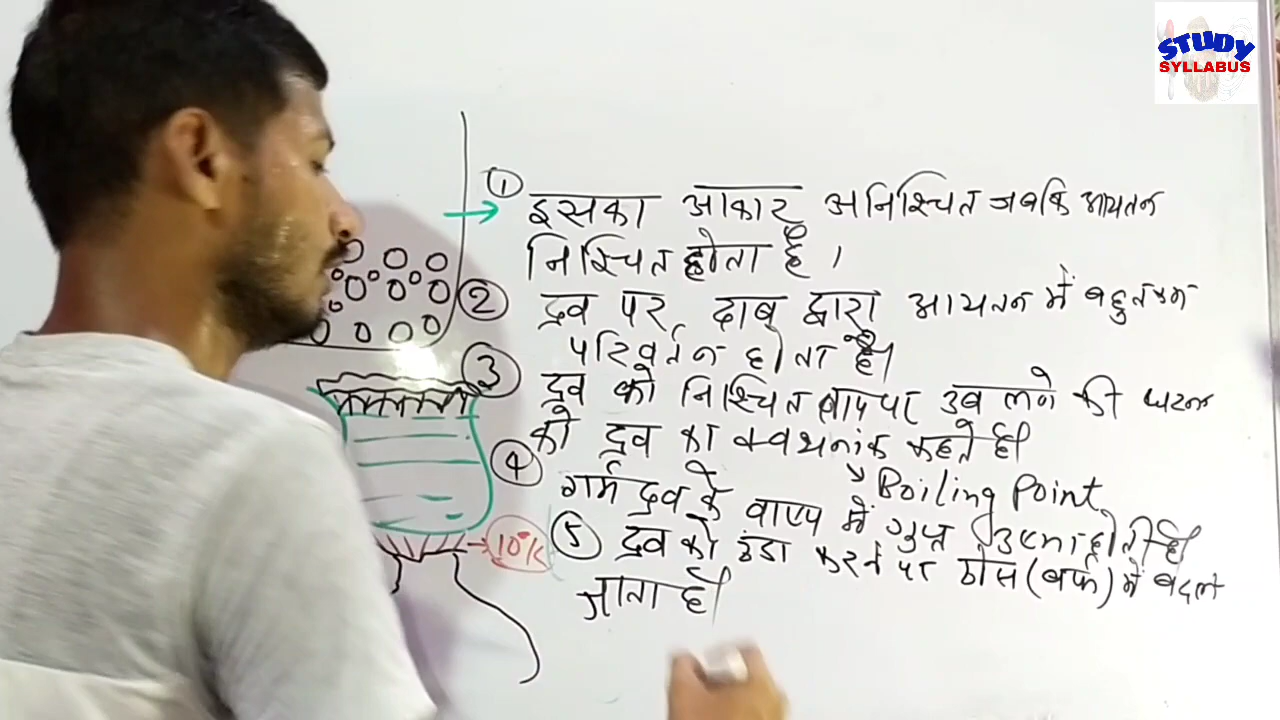 STUDY
SYLLABUS
① इसका आकार अनिश्चित जबकि आयतन
निश्चित होता है ।
② द्रव पर दाब द्वारा आयतन में बहुत कम
परिवर्तन होता है।
③ द्रव को निश्चित ताप पर उबलने की घटना
को द्रव का क्वथनांक कहते है।
→ Boiling Point
④ गर्म द्रव के वाष्प में गुप्त उष्मा होती है।
⑤ द्रव को ठंडा करने पर ठोस (बर्फ) में बदल
जाता है।